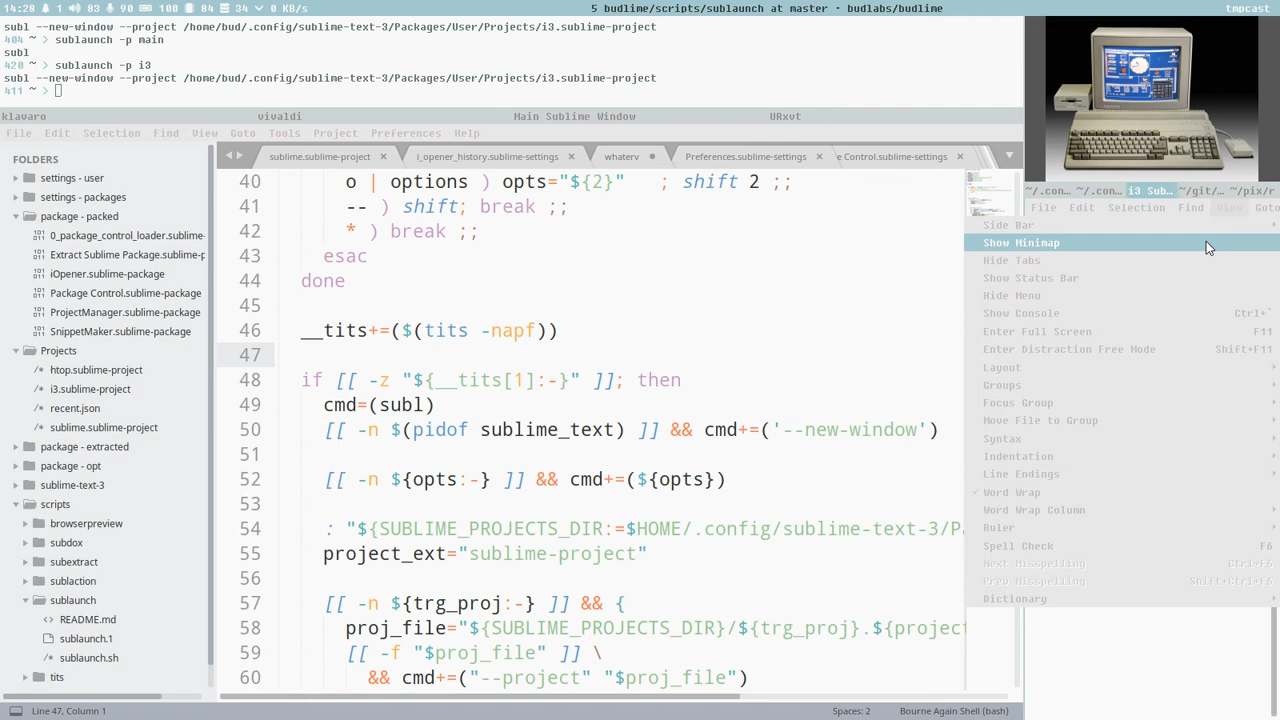 14:28 1 83 90 100 84 34 0 KB/s 5 budlime/scripts/sublaunch at master - budlabs/budlime tmpcast
subl --new-window --project /home/bud/.config/sublime-text-3/Packages/User/Projects/i3.sublime-project
404 ~ > sublaunch -p main
subl
420 ~ > sublaunch -p i3
subl --new-window --project /home/bud/.config/sublime-text-3/Packages/User/Projects/i3.sublime-project
411 ~ >
klavaro vivaldi Main Sublime Window URxvt
File Edit Selection Find View Goto Tools Project Preferences Help
FOLDERS
settings - user
settings - packages
package - packed
0_package_control_loader.sublime-
Extract Sublime Package.sublime-p
iOpener.sublime-package
Package Control.sublime-package
ProjectManager.sublime-package
SnippetMaker.sublime-package
Projects
htop.sublime-project
i3.sublime-project
recent.json
sublime.sublime-project
package - extracted
package - opt
sublime-text-3
scripts
browserpreview
subdox
subextract
sublaction
sublaunch
README.md
sublaunch.1
sublaunch.sh
tits
sublime.sublime-project × i_opener_history.sublime-settings × whaterv Preferences.sublime-settings × e Control.sublime-settings ×
40 o | options ) opts="${2}" ; shift 2 ;;
41 -- ) shift; break ;;
42 * ) break ;;
43 esac
44 done
45
46 __tits+=($(tits -napf))
47
48 if [[ -z "${__tits[1]:-}" ]]; then
49 cmd=(subl)
50 [[ -n $(pidof sublime_text) ]] && cmd+=('--new-window')
51
52 [[ -n ${opts:-} ]] && cmd+=(${opts})
53
54 : "${SUBLIME_PROJECTS_DIR:=$HOME/.config/sublime-text-3/Pa
55 project_ext="sublime-project"
56
57 [[ -n ${trg_proj:-} ]] && {
58 proj_file="${SUBLIME_PROJECTS_DIR}/${trg_proj}.${project
59 [[ -f "$proj_file" ]] \
60 && cmd+=("--project" "$proj_file")
~/.con… ~/.con… i3 Sub… ~/git/… ~/pix/r
File Edit Selection Find View Goto
Side Bar
Show Minimap
Hide Tabs
Show Status Bar
Hide Menu
Show Console Ctrl+`
Enter Full Screen F11
Enter Distraction Free Mode Shift+F11
Layout
Groups
Focus Group
Move File to Group
Syntax
Indentation
Line Endings
Word Wrap
Word Wrap Column
Ruler
Spell Check F6
Next Misspelling Ctrl+F6
Prev Misspelling Shift+Ctrl+F6
Dictionary
Line 47, Column 1 Spaces: 2 Bourne Again Shell (bash)